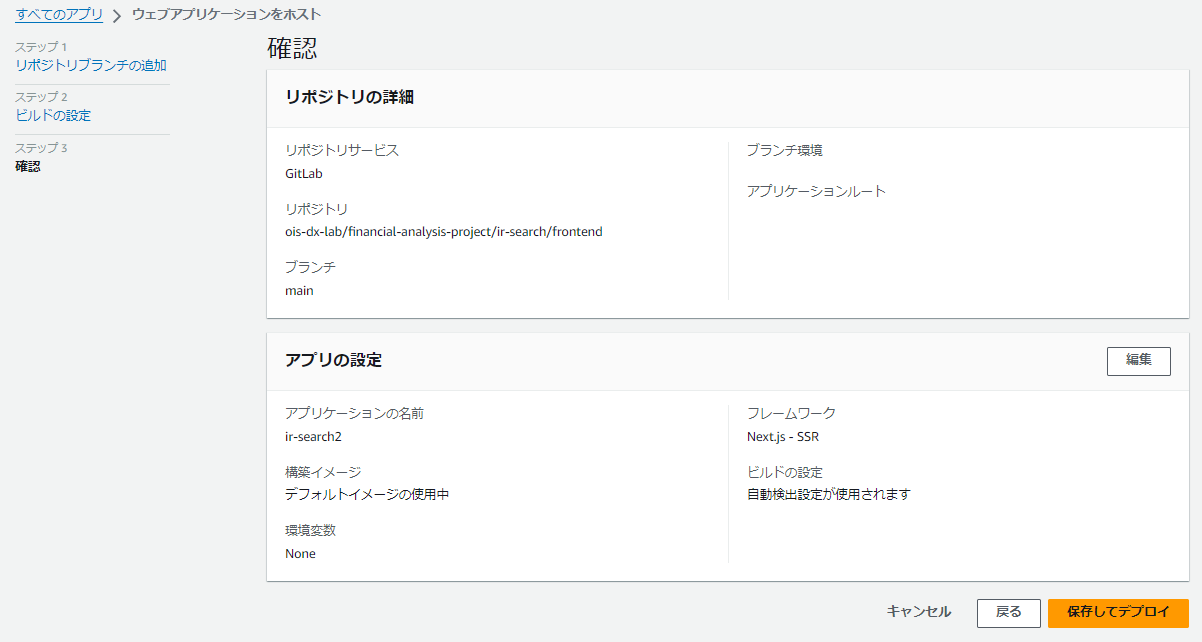 すべてのアプリ > ウェブアプリケーションをホスト
ステップ 1
リポジトリブランチの追加
ステップ 2
ビルドの設定
ステップ 3
確認
確認
リポジトリの詳細
リポジトリサービス
GitLab
リポジトリ
ois-dx-lab/financial-analysis-project/ir-search/frontend
ブランチ
main
ブランチ環境
アプリケーションルート
アプリの設定
編集
アプリケーションの名前
ir-search2
構築イメージ
デフォルトイメージの使用中
環境変数
None
フレームワーク
Next.js - SSR
ビルドの設定
自動検出設定が使用されます
キャンセル
戻る
保存してデプロイ